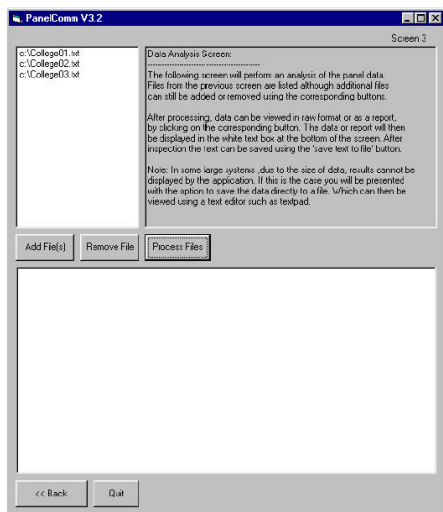 PanelComm V3.2
Screen 3
c:\College01.txt
c:\College02.txt
c:\College03.txt
Data Analysis Screen:
----------------------------------------
The following screen will perform an analysis of the panel data.
Files from the previous screen are listed although additional files
can still be added or removed using the corresponding buttons.
After processing, data can be viewed in raw format or as a report,
by clicking on the corresponding button. The data or report will then
be displayed in the white text box at the bottom of the screen. After
inspection the text can be saved using the 'save text to file' button.
Note: In some large systems ,due to the size of data, results cannot be
displayed by the application. If this is the case you will be presented
with the option to save the data directly to a file. Which can then be
viewed using a text editor such as textpad.
Add File(s)
Remove File
Process Files
<< Back
Quit